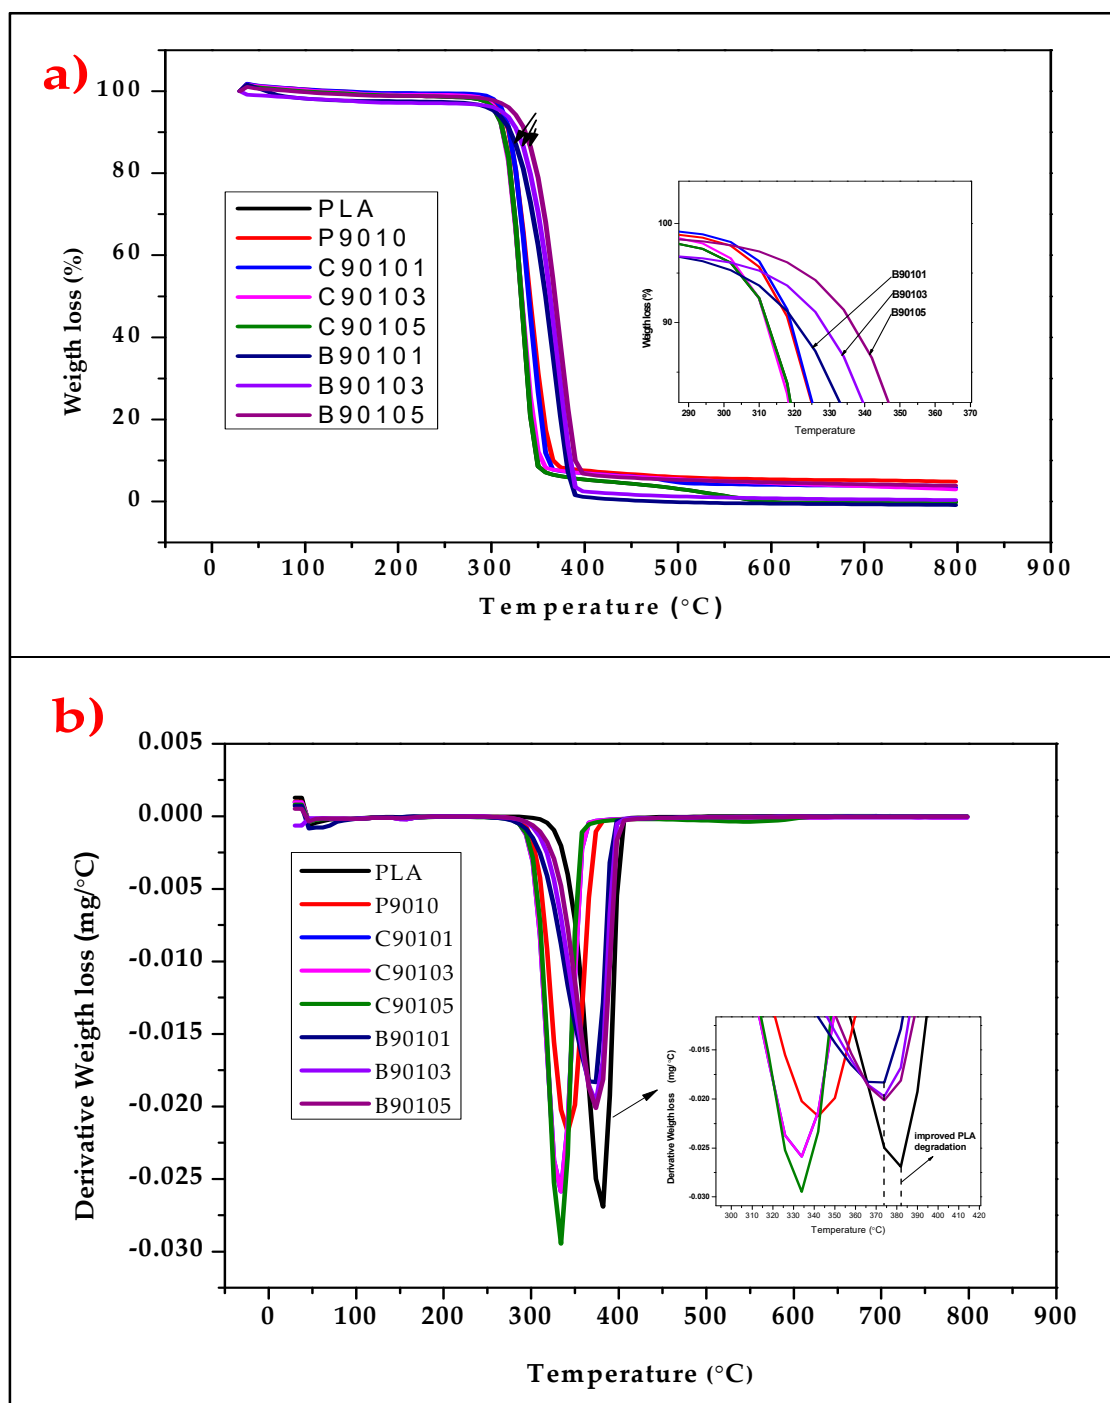 a)
100
80
60
40
20
0
Weigth loss (%)
PLA
P9010
C90101
C90103
C90105
B90101
B90103
B90105
100
90
Weigth loss (%)
B90101
B90103
B90105
290 300 310 320 330 340 350 360 370
Temperature
0 100 200 300 400 500 600 700 800 900
Temperature (°C)
b)
0.005
0.000
-0.005
-0.010
-0.015
-0.020
-0.025
-0.030
Derivative Weigth loss (mg/°C)
PLA
P9010
C90101
C90103
C90105
B90101
B90103
B90105
-0.015
-0.020
-0.025
-0.030
Derivative Weigth loss (mg/°C)
improved PLA
degradation
300 310 320 330 340 350 360 370 380 390 400 410 420
Temperature (°C)
0 100 200 300 400 500 600 700 800 900
Temperature (°C)